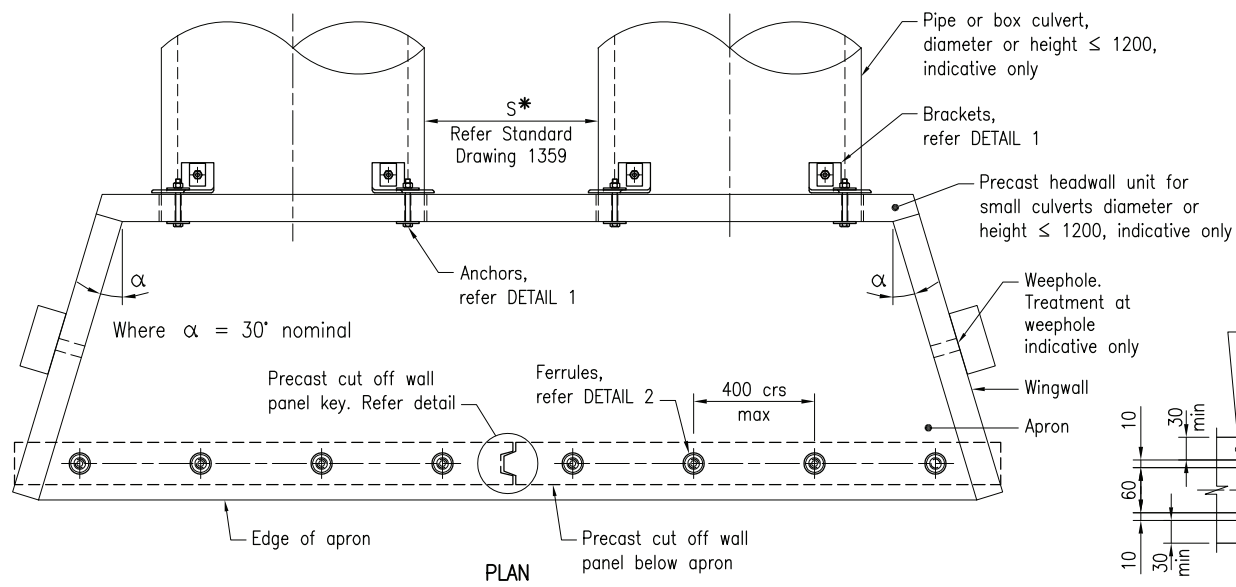 Pipe or box culvert,
diameter or height ≤ 1200,
indicative only
S*
Refer Standard
Drawing 1359
Brackets,
refer DETAIL 1
Precast headwall unit for
small culverts diameter or
height ≤ 1200, indicative only
α
Anchors,
refer DETAIL 1
α
Weephole.
Treatment at
weephole
indicative only
Where α = 30° nominal
Precast cut off wall
panel key. Refer detail
Ferrules,
refer DETAIL 2
400 crs
max
Wingwall
Apron
10
30
min
60
10
30
min
Edge of apron
Precast cut off wall
panel below apron
PLAN